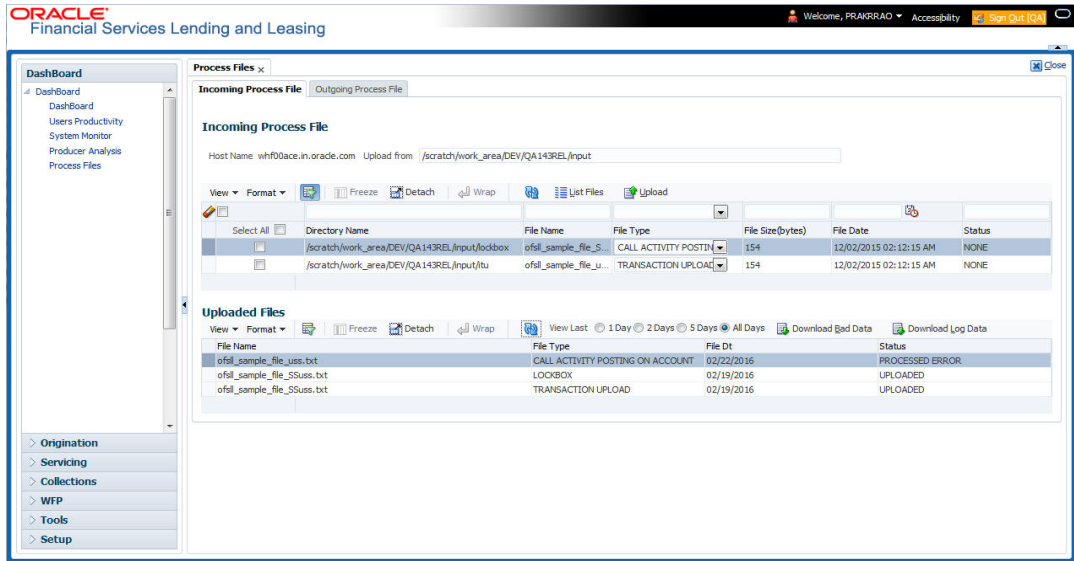 ORACLE
Financial Services Lending and Leasing
Welcome, PRAKRRAO Accessibility Sign Out [QA]
DashBoard
DashBoard
DashBoard
Users Productivity
System Monitor
Producer Analysis
Process Files
Origination
Servicing
Collections
WFP
Tools
Setup
Process Files x
Close
Incoming Process File Outgoing Process File
Incoming Process File
Host Name whf00ace.in.oracle.com Upload from /scratch/work_area/DEV/QA143REL/input
View Format Freeze Detach Wrap List Files Upload
Select All Directory Name File Name File Type File Size(bytes) File Date Status
/scratch/work_area/DEV/QA143REL/input/lockbox ofsll_sample_file_S... CALL ACTIVITY POSTIN 154 12/02/2015 02:12:15 AM NONE
/scratch/work_area/DEV/QA143REL/input/itu ofsll_sample_file_u... TRANSACTION UPLOAD 154 12/02/2015 02:12:15 AM NONE
Uploaded Files
View Format Freeze Detach Wrap View Last 1 Day 2 Days 5 Days All Days Download Bad Data Download Log Data
File Name File Type File Dt Status
ofsll_sample_file_uss.txt CALL ACTIVITY POSTING ON ACCOUNT 02/22/2016 PROCESSED ERROR
ofsll_sample_file_SSuss.txt LOCKBOX 02/19/2016 UPLOADED
ofsll_sample_file_SSuss.txt TRANSACTION UPLOAD 02/19/2016 UPLOADED